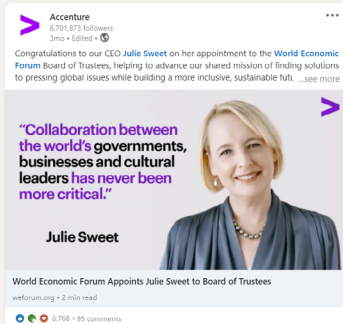 Accenture
6,701,873 followers
3mo • Edited •
Congratulations to our CEO Julie Sweet on her appointment to the World Economic
Forum Board of Trustees, helping to advance our shared mission of finding solutions
to pressing global issues while building a more inclusive, sustainable futu ...see more
“Collaboration between
the world’s governments,
businesses and cultural
leaders has never been
more critical.”
Julie Sweet
World Economic Forum Appoints Julie Sweet to Board of Trustees
weforum.org • 2 min read
6,768 • 95 comments